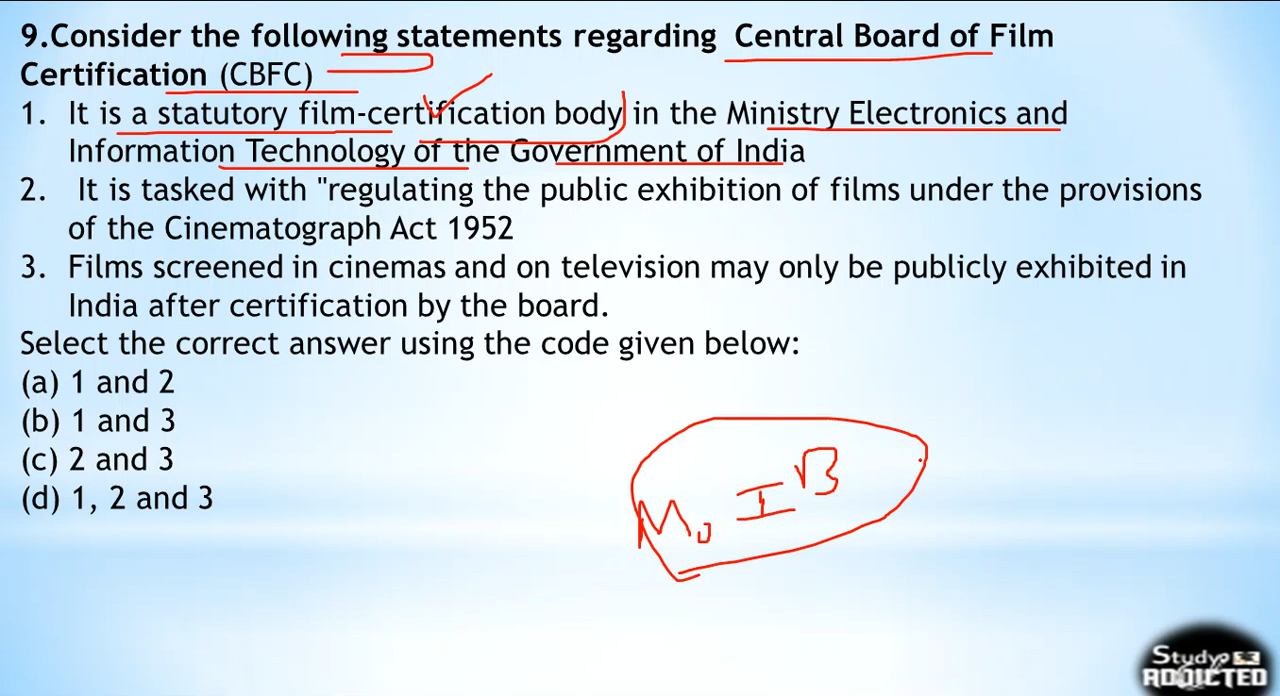 9.Consider the following statements regarding Central Board of Film
Certification (CBFC)
1. It is a statutory film-certification body in the Ministry Electronics and
Information Technology of the Government of India
2. It is tasked with "regulating the public exhibition of films under the provisions
of the Cinematograph Act 1952
3. Films screened in cinemas and on television may only be publicly exhibited in
India after certification by the board.
Select the correct answer using the code given below:
(a) 1 and 2
(b) 1 and 3
(c) 2 and 3
(d) 1, 2 and 3
Study
ADDICTED